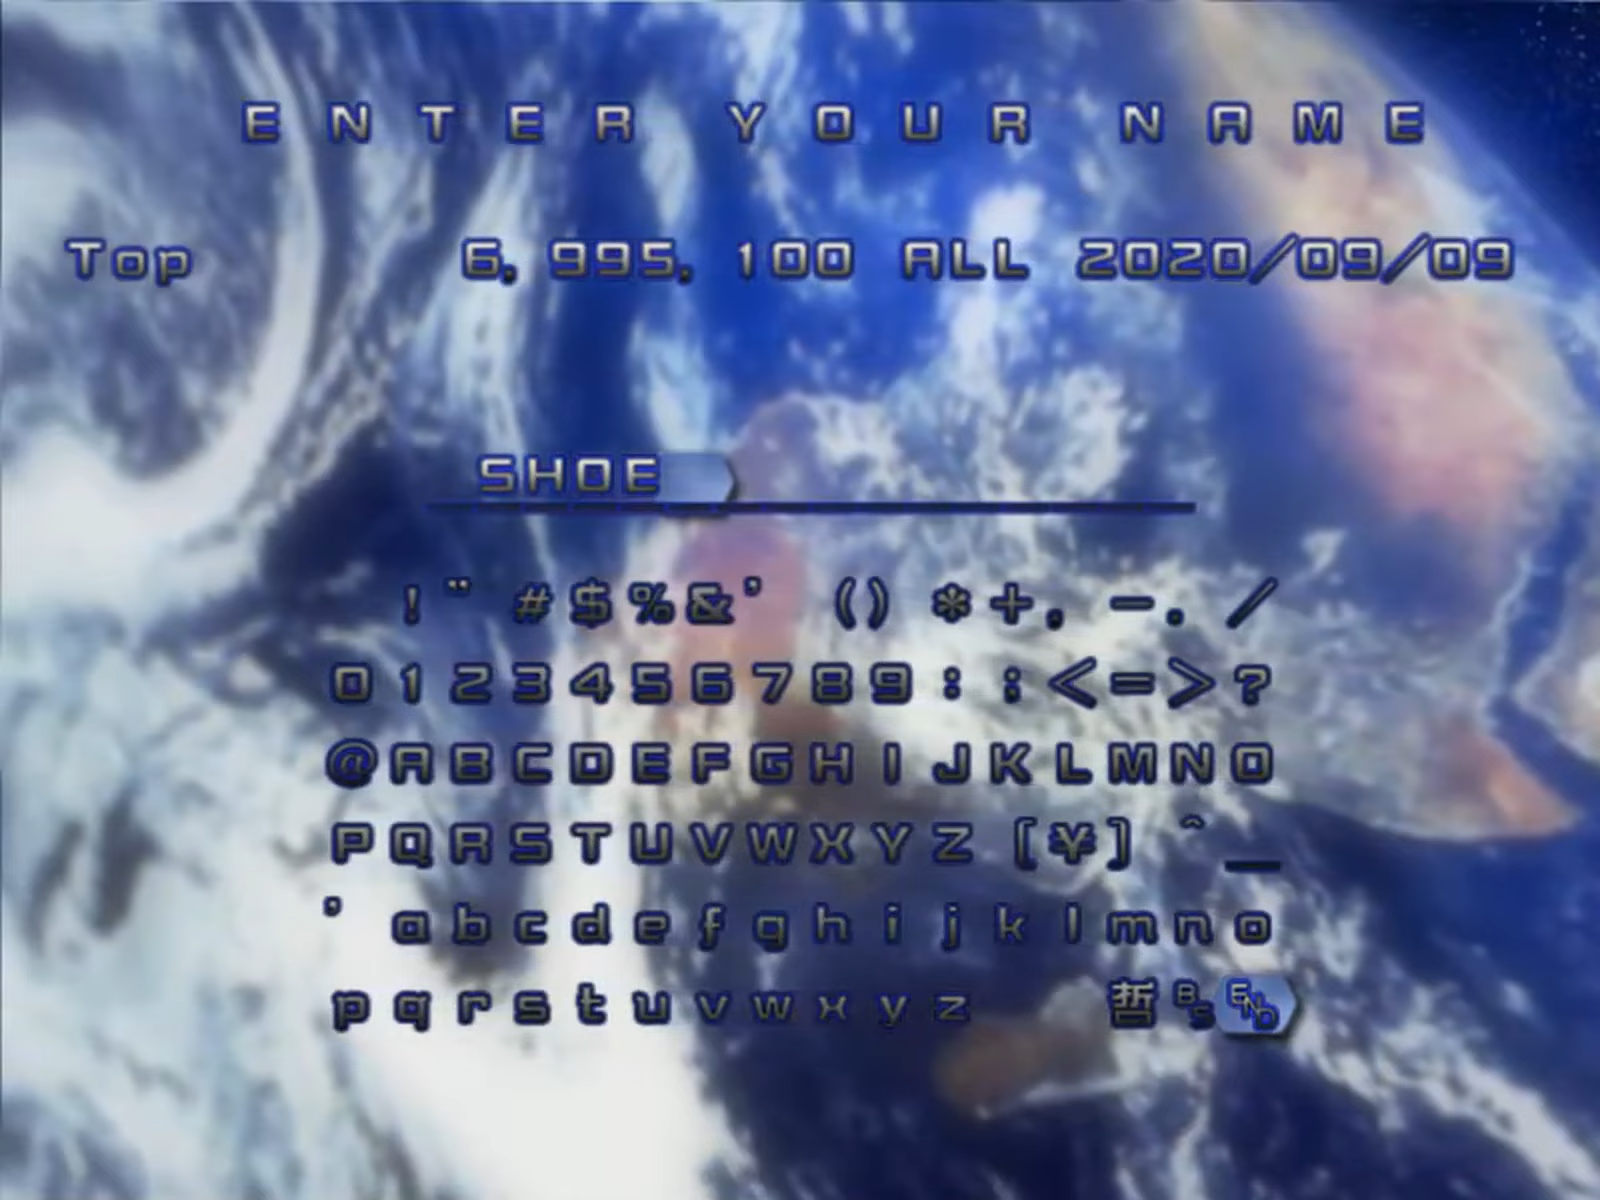 ENTER YOUR NAME
Top 6,995,100 ALL 2020/09/09
SHOE
! " # $ % & ' ( ) * + , - . /
0 1 2 3 4 5 6 7 8 9 : ; < = > ?
@ A B C D E F G H I J K L M N O
P Q R S T U V W X Y Z [ ¥ ] ^ _
' a b c d e f g h i j k l m n o
p q r s t u v w x y z 哲 BS END